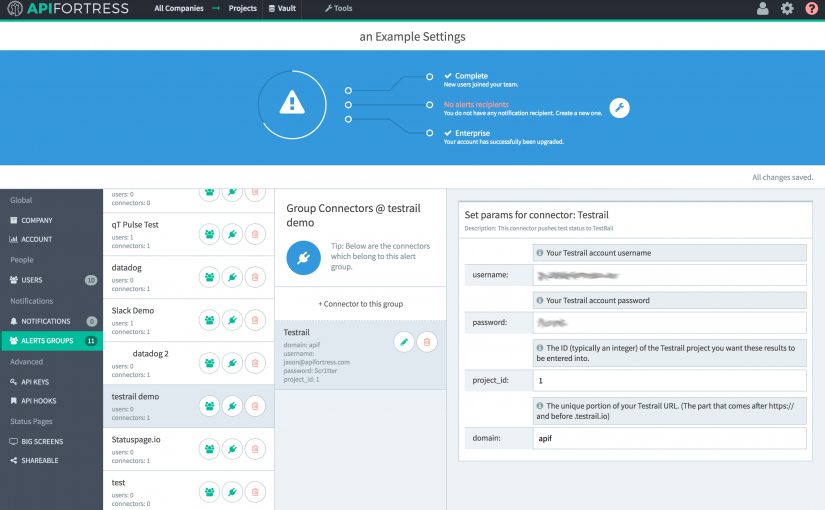 APIFORTRESS All Companies Projects Vault Tools
an Example Settings
Complete
New users joined your team.
No alerts recipients
You do not have any notification recipient. Create a new one.
Enterprise
Your account has successfully been upgraded.
All changes saved.
Global
COMPANY
ACCOUNT
People
USERS 10
Notifications
NOTIFICATIONS 0
ALERTS GROUPS 11
Advanced
API KEYS
API HOOKS
Status Pages
BIG SCREENS
SHAREABLE
users: 0
connectors: 0
qT Pulse Test
users: 1
connectors: 1
datadog
users: 0
connectors: 1
Slack Demo
users: 1
connectors: 1
datadog 2
users: 0
connectors: 1
testrail demo
users: 0
connectors: 1
Statuspage.io
users: 0
connectors: 1
test
users: 0
connectors: 0
Group Connectors @ testrail
demo
Tip: Below are the connectors
which belong to this alert
group.
+ Connector to this group
Testrail
domain: apif
username:
jason@apifortress.com
password: Scr1tter
project_id: 1
Set params for connector: Testrail
Description: This connector pushes test status to TestRail
Your Testrail account username
username:
Your Testrail account password
password:
The ID (typically an integer) of the Testrail project you want these results to
be entered into.
project_id: 1
The unique portion of your Testrail URL. (The part that comes after https://
and before .testrail.io)
domain: apif